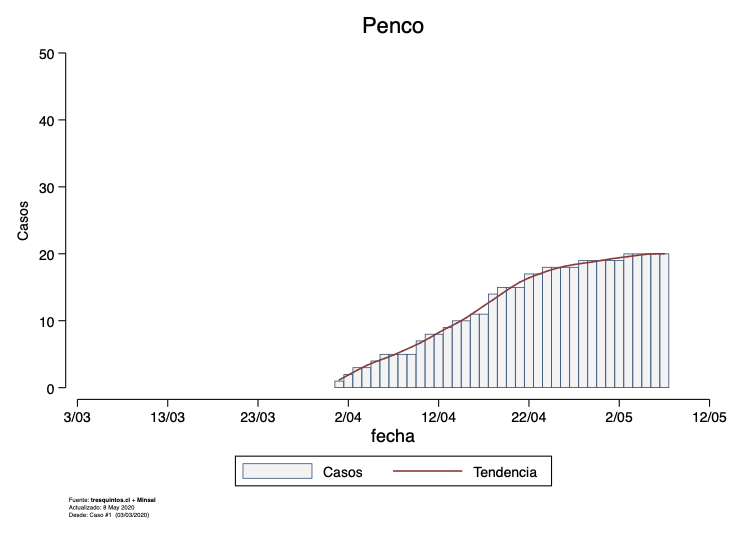 Penco
50
40
30
20
10
0
Casos
3/03 13/03 23/03 2/04 12/04 22/04 2/05 12/05
fecha
Casos Tendencia
Fuente: tresquintos.cl + Minsal
Actualizado: 8 May 2020
Desde: Caso #1 (03/03/2020)